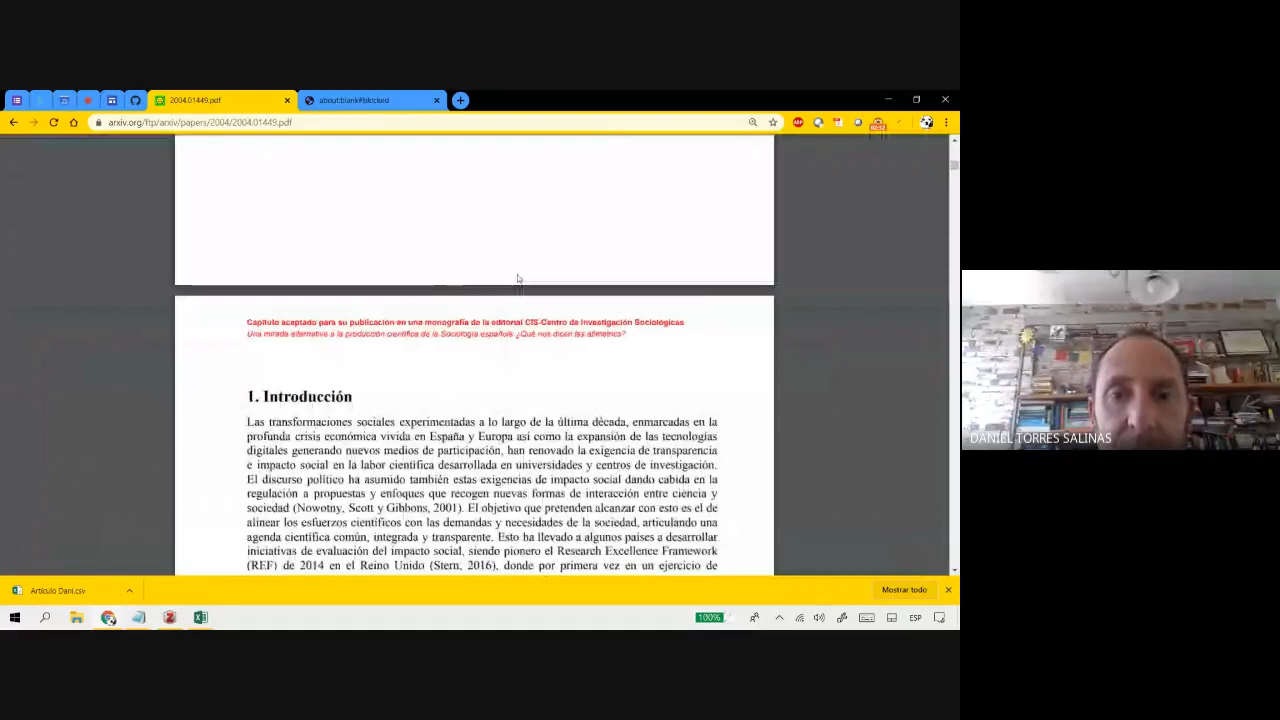 2004.01449.pdf
about:blank#blocked
arxiv.org/ftp/arxiv/papers/2004/2004.01449.pdf
Capítulo aceptado para su publicación en una monografía de la editorial CIS-Centro de Investigación Sociológicas
Una mirada alternativa a la producción científica de la Sociología española ¿Qué nos dicen las altmetrics?
1. Introducción
Las transformaciones sociales experimentadas a lo largo de la última década, enmarcadas en la
profunda crisis económica vivida en España y Europa así como la expansión de las tecnologías
digitales generando nuevos medios de participación, han renovado la exigencia de transparencia
e impacto social en la labor científica desarrollada en universidades y centros de investigación.
El discurso político ha asumido también estas exigencias de impacto social dando cabida en la
regulación a propuestas y enfoques que recogen nuevas formas de interacción entre ciencia y
sociedad (Nowotny, Scott y Gibbons, 2001). El objetivo que pretenden alcanzar con esto es el de
alinear los esfuerzos científicos con las demandas y necesidades de la sociedad, articulando una
agenda científica común, integrada y transparente. Esto ha llevado a algunos países a desarrollar
iniciativas de evaluación del impacto social, siendo pionero el Research Excellence Framework
(REF) de 2014 en el Reino Unido (Stern, 2016), donde por primera vez en un ejercicio de
DANIEL TORRES SALINAS
Artículo Dani.csv
Mostrar todo
100%
ESP